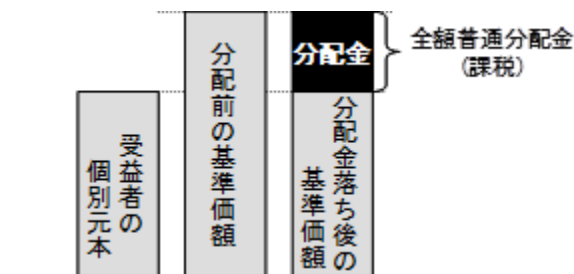 受益者の
個別元本
分配前の基準価額
分配金
分配金落ち後の
基準価額
全額普通分配金
(課税)